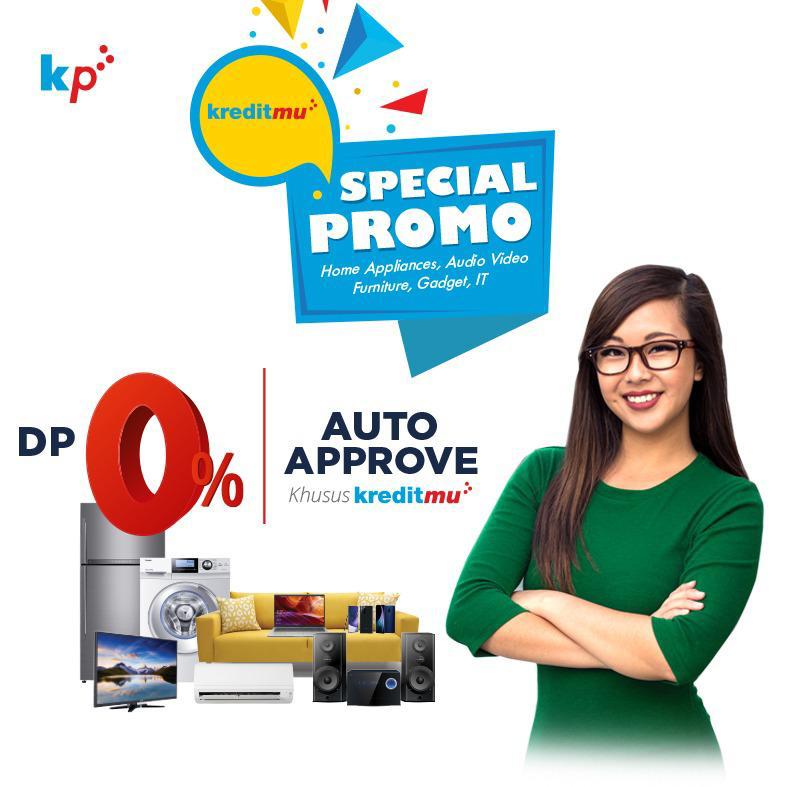 kp
kreditmu
SPECIAL
PROMO
Home Appliances, Audio Video
Furniture, Gadget, IT
DP 0%
AUTO
APPROVE
Khusus kreditmu